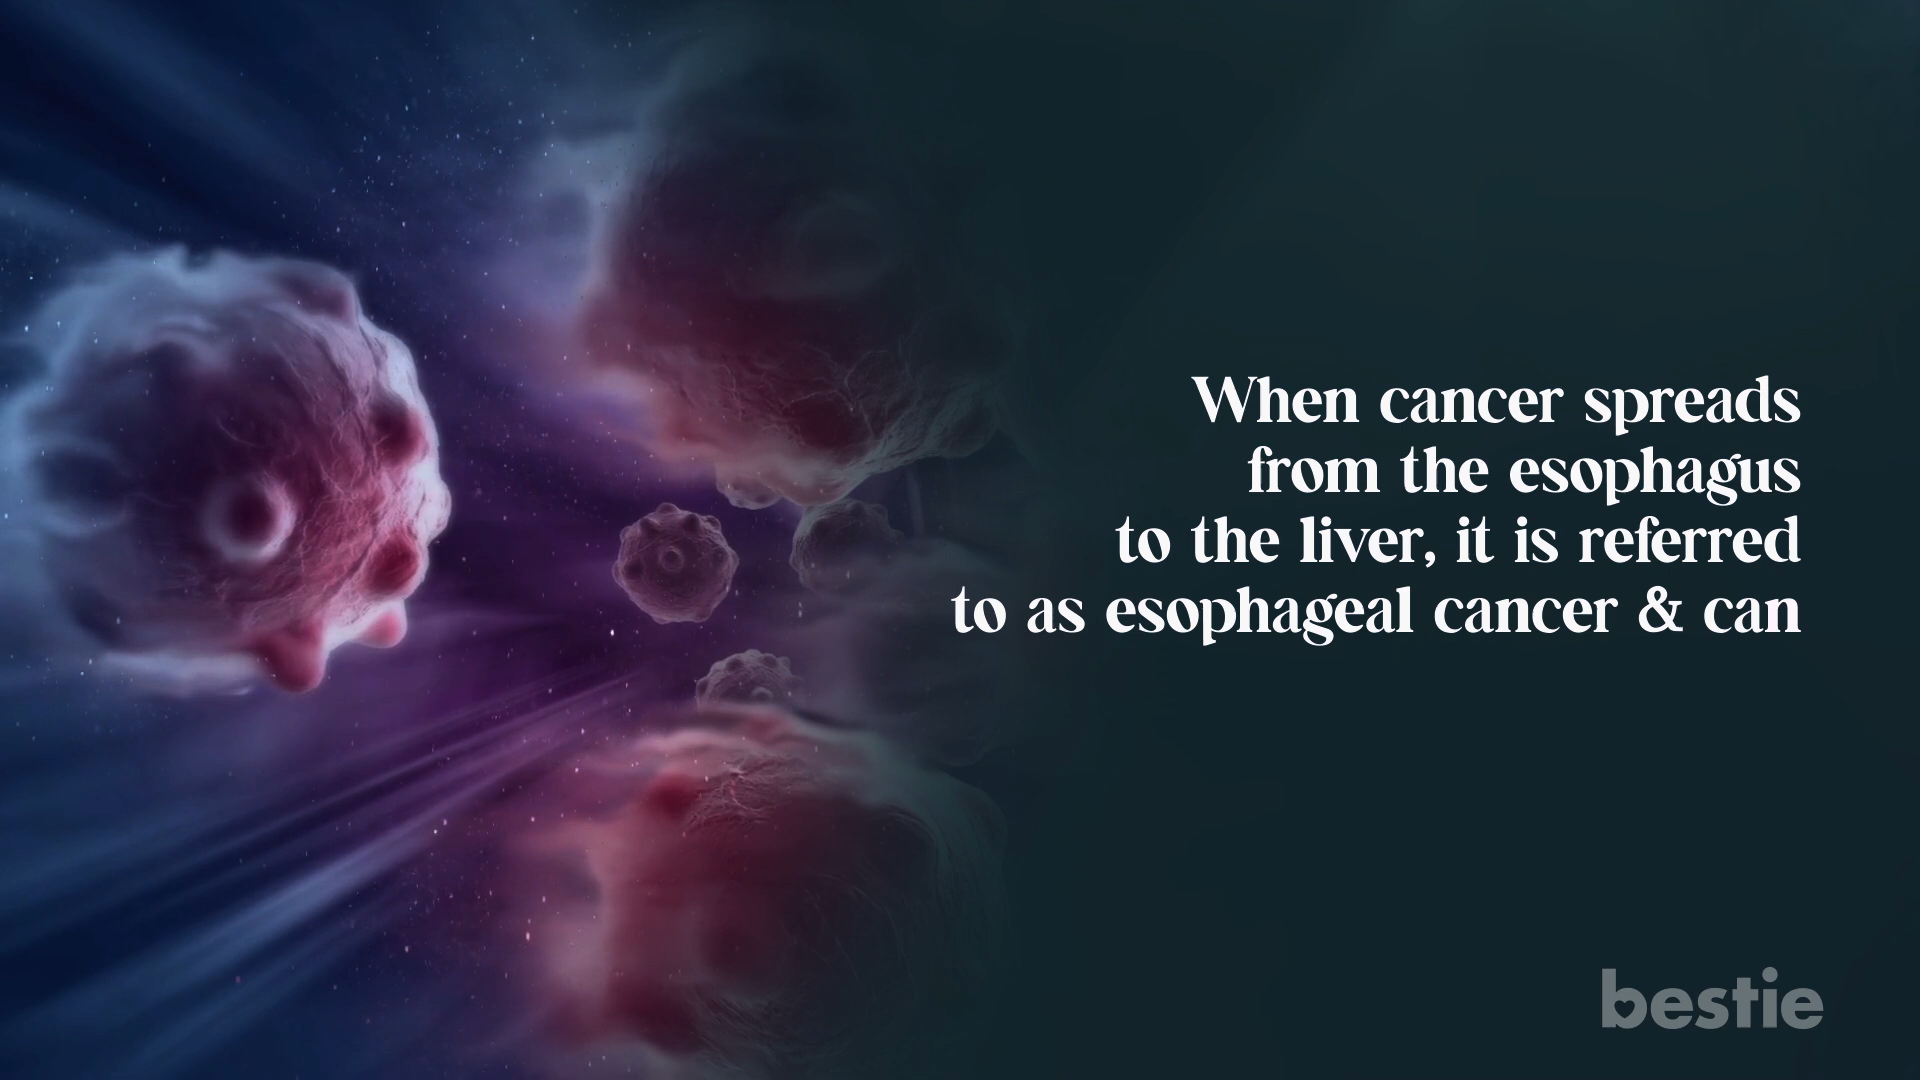 When cancer spreads
from the esophagus
to the liver, it is referred
to as esophageal cancer & can
bestie